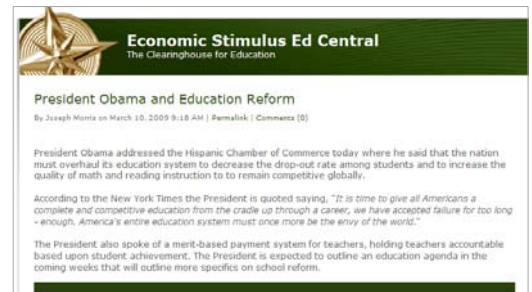 Economic Stimulus Ed Central
The Clearinghouse for Education
President Obama and Education Reform
By Joseph Morris on March 10, 2009 9:18 AM | Permalink | Comments (0)
President Obama addressed the Hispanic Chamber of Commerce today where he said that the nation
must overhaul its education system to decrease the drop-out rate among students and to increase the
quality of math and reading instruction to to remain competitive globally.
According to the New York Times the President is quoted saying, "It is time to give all Americans a
complete and competitive education from the cradle up through a career, we have accepted failure for too long
- enough. America's entire education system must once more be the envy of the world."
The President also spoke of a merit-based payment system for teachers, holding teachers accountable
based upon student achievement. The President is expected to outline an education agenda in the
coming weeks that will outline more specifics on school reform.